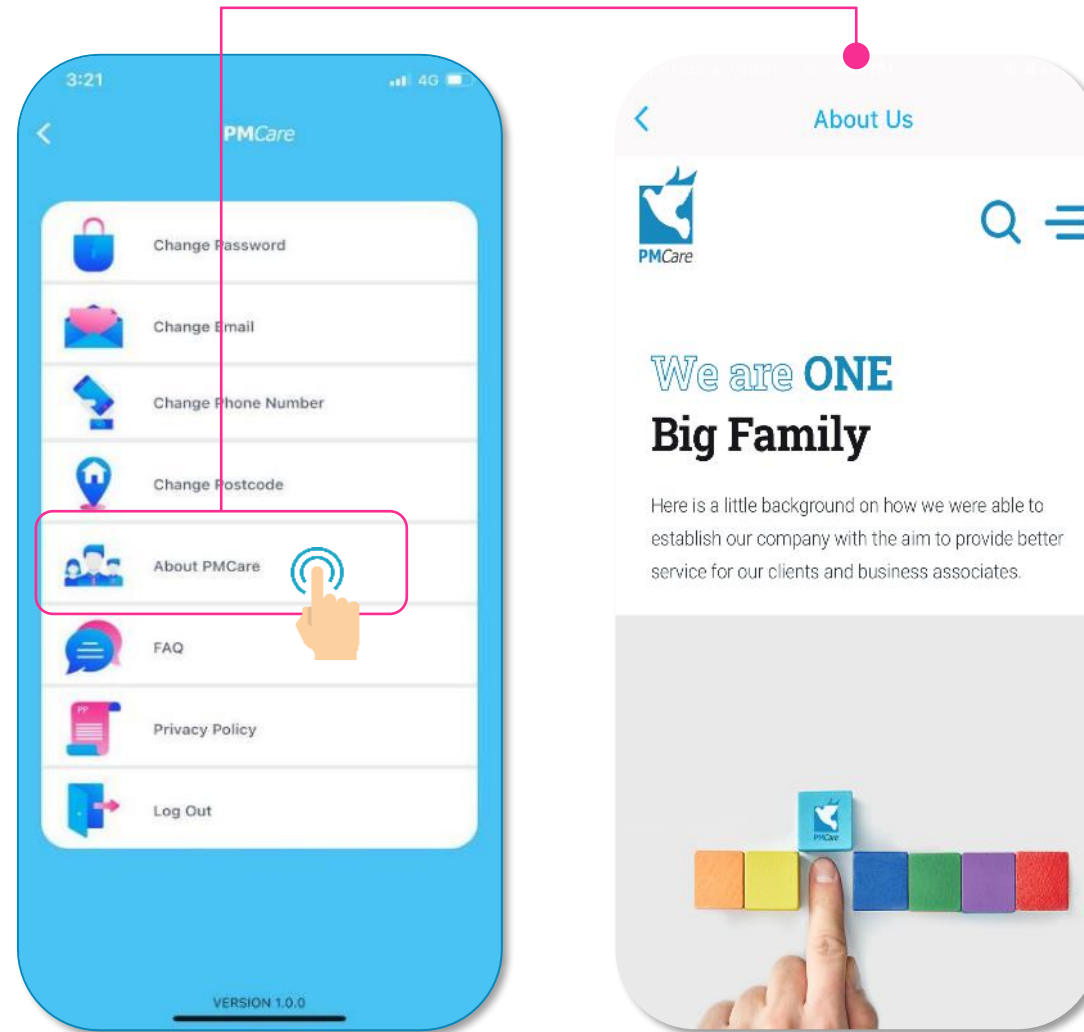 3:21
4G
PMCare
Change Password
Change Email
Change Phone Number
Change Postcode
About PMCare
FAQ
PP
Privacy Policy
Log Out
VERSION 1.0.0
About Us
PMCare
We are ONE
Big Family
Here is a little background on how we were able to
establish our company with the aim to provide better
service for our clients and business associates.
PMCare